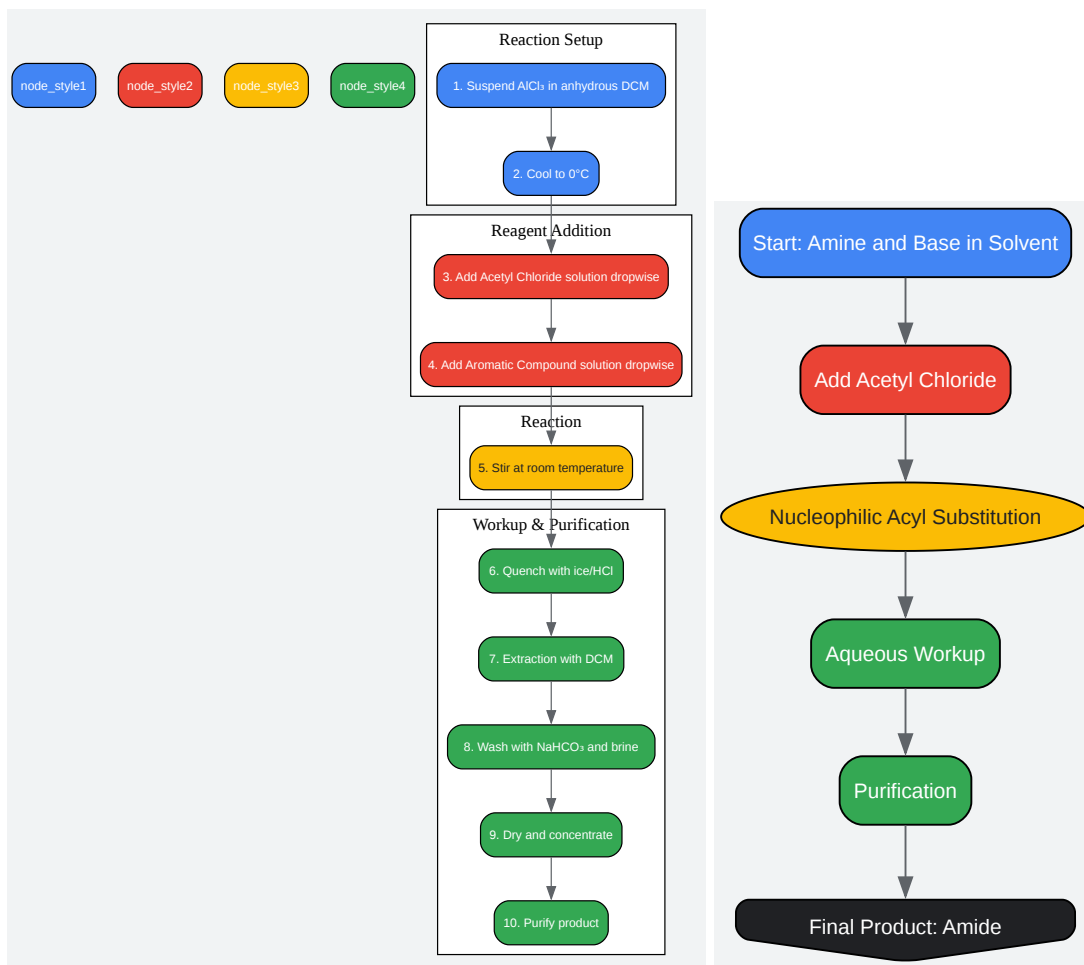 node_style1
node_style2
node_style3
node_style4
Reaction Setup
1. Suspend AlCl₃ in anhydrous DCM
2. Cool to 0°C
Reagent Addition
3. Add Acetyl Chloride solution dropwise
4. Add Aromatic Compound solution dropwise
Reaction
5. Stir at room temperature
Workup & Purification
6. Quench with ice/HCl
7. Extraction with DCM
8. Wash with NaHCO₃ and brine
9. Dry and concentrate
10. Purify product
Start: Amine and Base in Solvent
Add Acetyl Chloride
Nucleophilic Acyl Substitution
Aqueous Workup
Purification
Final Product: Amide